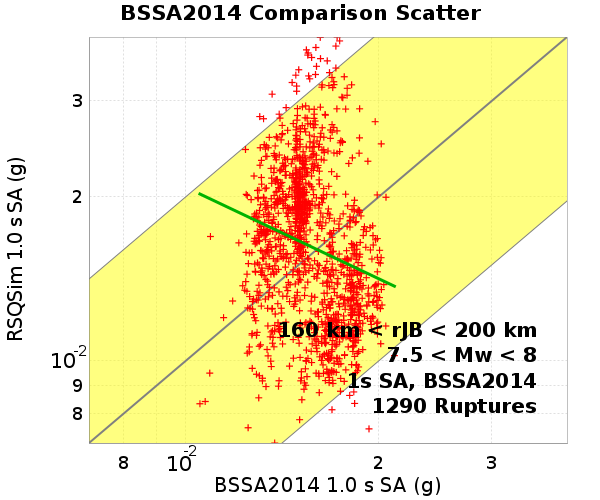 BSSA2014 Comparison Scatter
RSQSim 1.0 s SA (g)
3
2
10-2
9
8
160 km < rJB < 200 km
7.5 < Mw < 8
1s SA, BSSA2014
1290 Ruptures
8
10-2
2
3
BSSA2014 1.0 s SA (g)